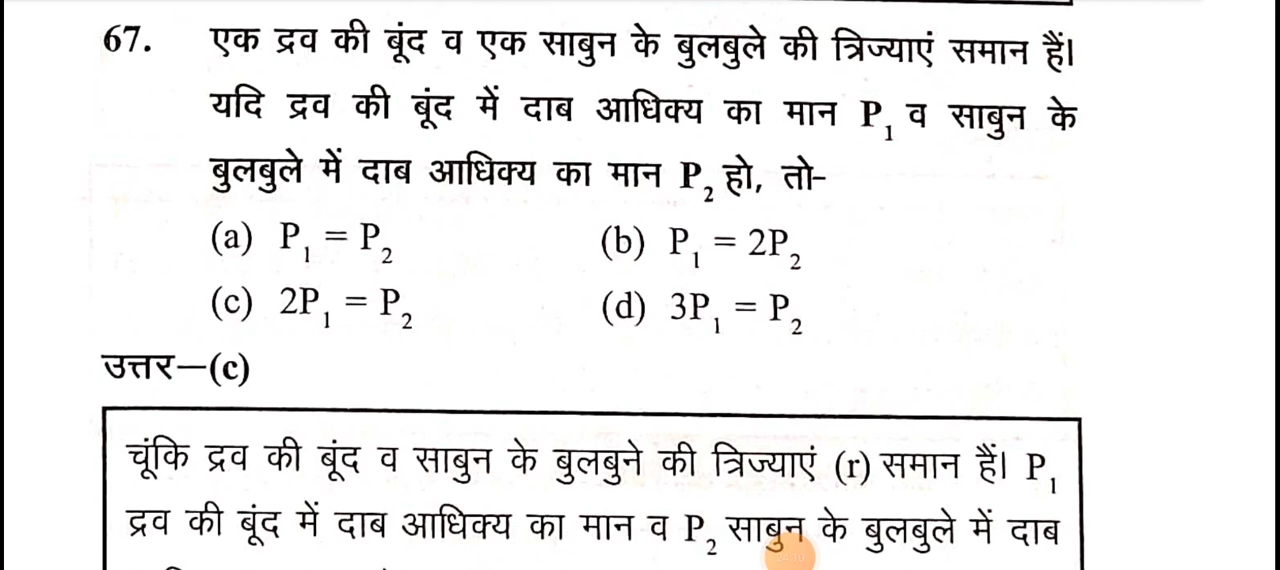 67. एक द्रव की बूंद व एक साबुन के बुलबुले की त्रिज्याएं समान हैं।
यदि द्रव की बूंद में दाब आधिक्य का मान P₁ व साबुन के
बुलबुले में दाब आधिक्य का मान P₂ हो, तो-
(a) P₁ = P₂ (b) P₁ = 2P₂
(c) 2P₁ = P₂ (d) 3P₁ = P₂
उत्तर—(c)
चूंकि द्रव की बूंद व साबुन के बुलबुने की त्रिज्याएं (r) समान हैं। P₁
द्रव की बूंद में दाब आधिक्य का मान व P₂ साबुन के बुलबुले में दाब